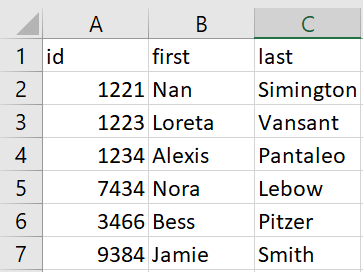 A B C
1 id first last
2 1221 Nan Simington
3 1223 Loreta Vansant
4 1234 Alexis Pantaleo
5 7434 Nora Lebow
6 3466 Bess Pitzer
7 9384 Jamie Smith